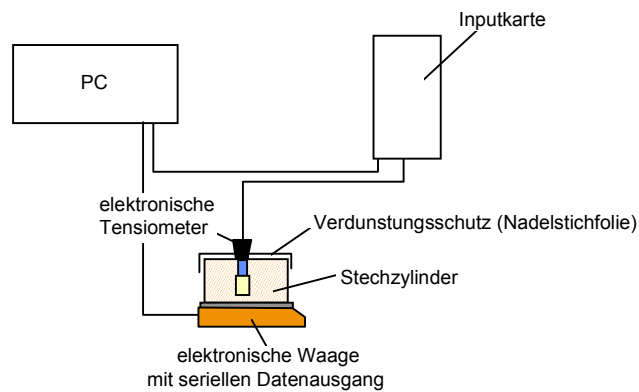 Inputkarte
PC
elektronische
Tensiometer
Verdunstungsschutz (Nadelstichfolie)
Stechzylinder
elektronische Waage
mit seriellen Datenausgang